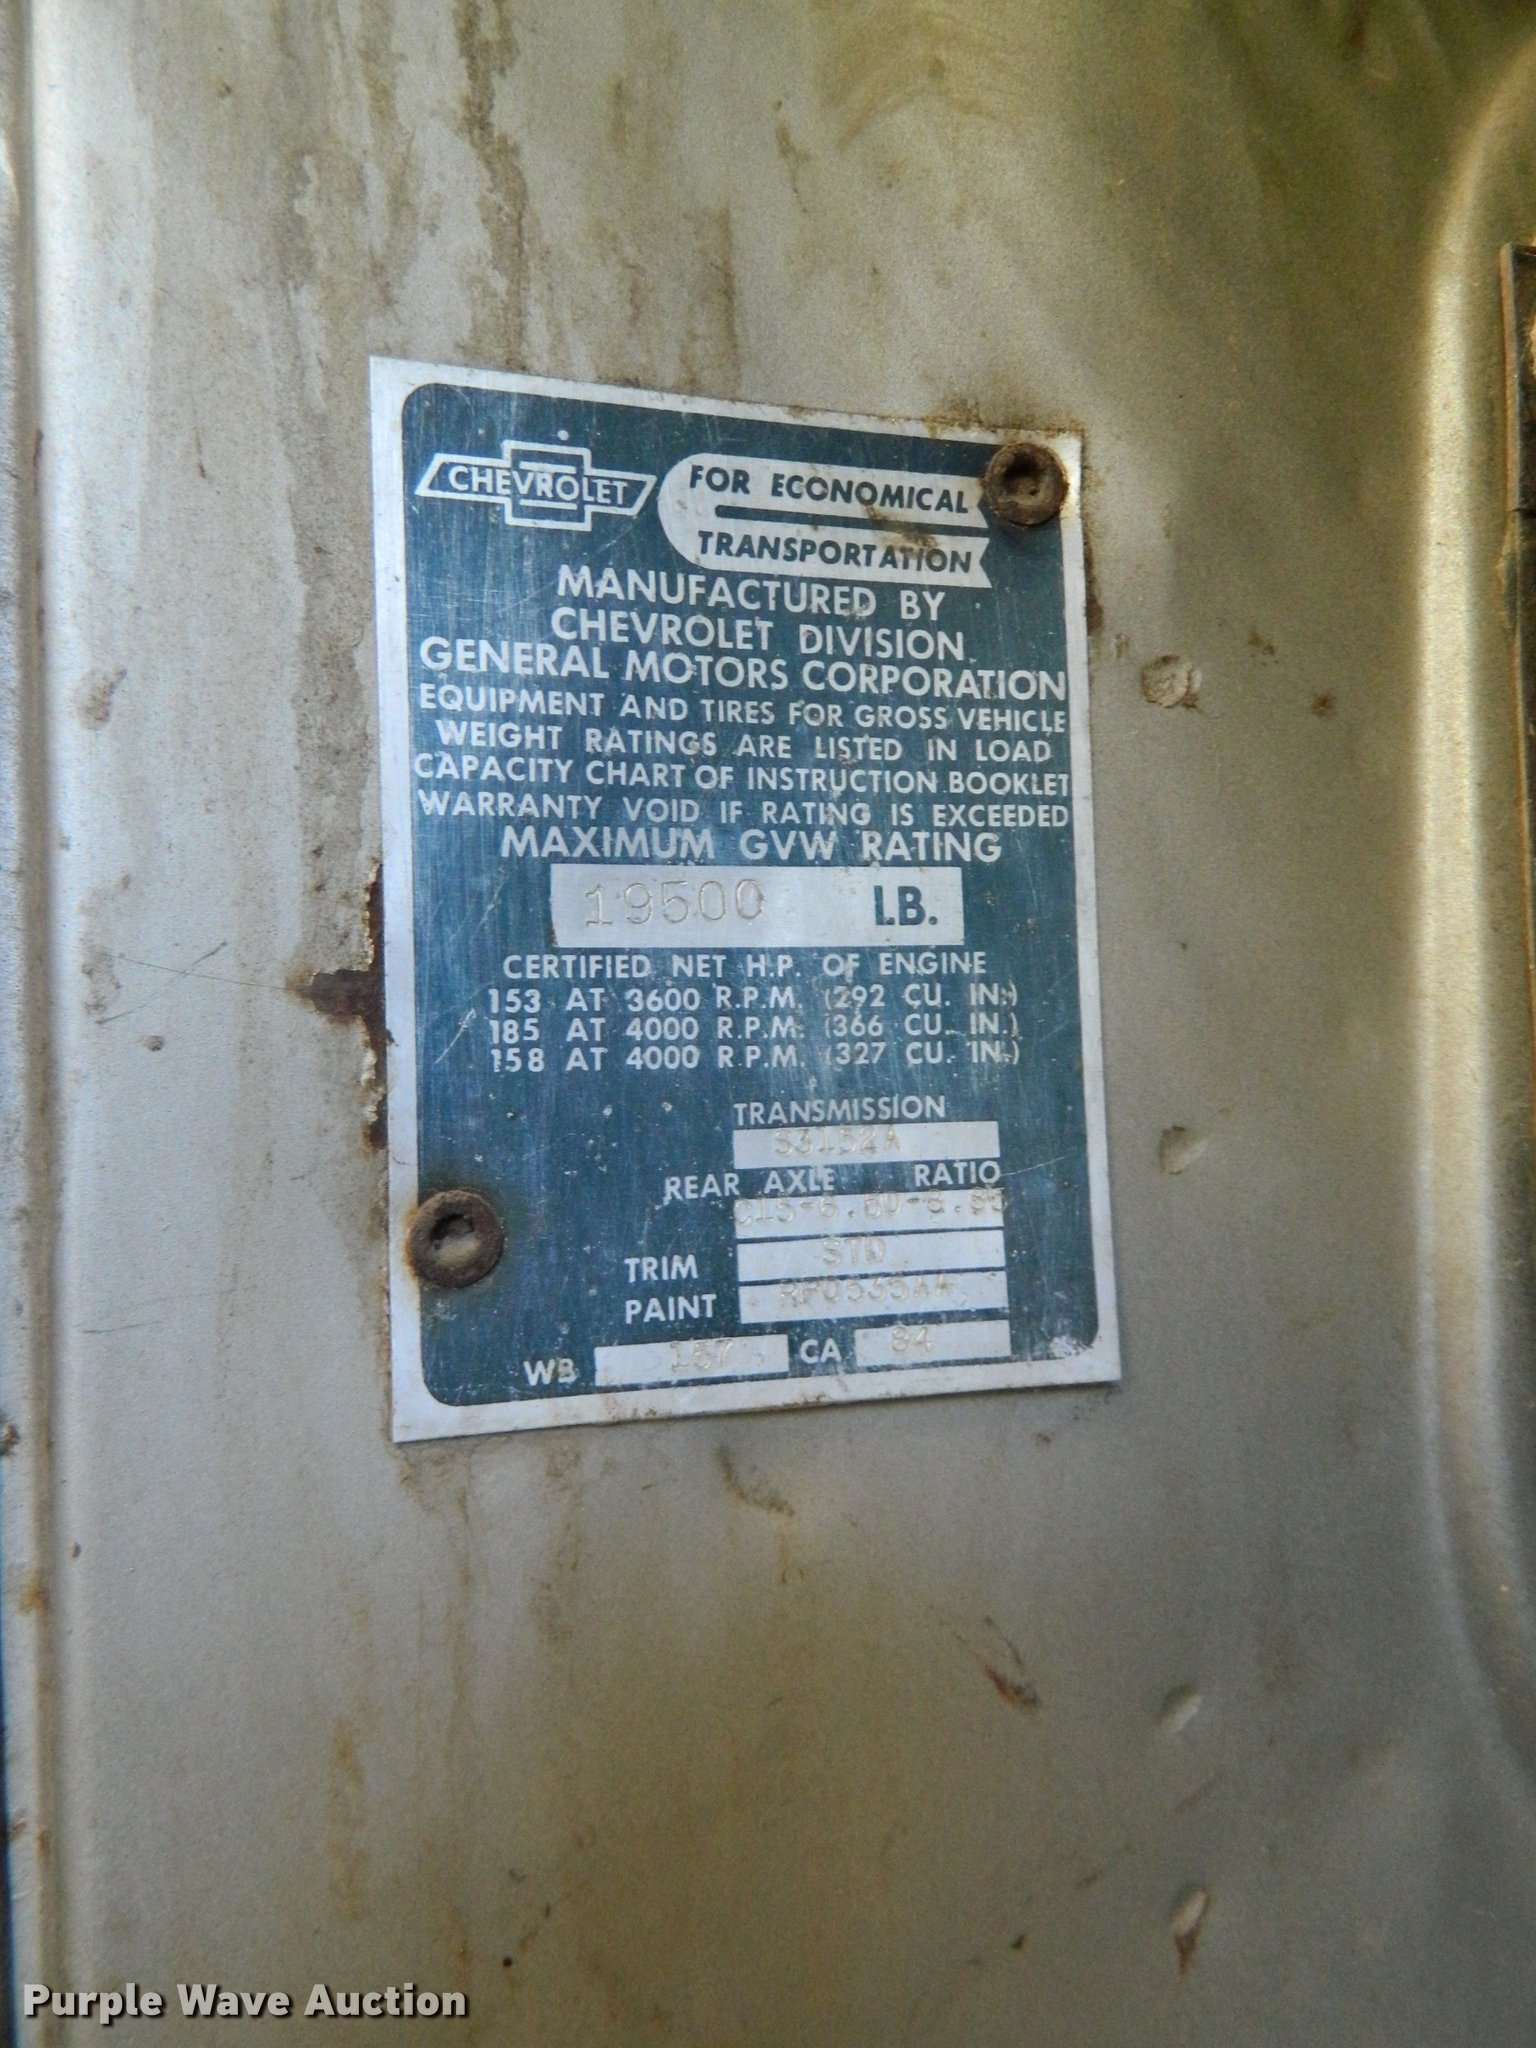 CHEVROLET
FOR ECONOMICAL
TRANSPORTATION
MANUFACTURED BY
CHEVROLET DIVISION
GENERAL MOTORS CORPORATION
EQUIPMENT AND TIRES FOR GROSS VEHICLE
WEIGHT RATINGS ARE LISTED IN LOAD
CAPACITY CHART OF INSTRUCTION BOOKLET
WARRANTY VOID IF RATING IS EXCEEDED
MAXIMUM GVW RATING
19500 LB.
CERTIFIED NET H.P. OF ENGINE
153 AT 3600 R.P.M. (292 CU. IN.)
185 AT 4000 R.P.M. (366 CU. IN.)
158 AT 4000 R.P.M. (327 CU. IN.)
TRANSMISSION
S3152A
REAR AXLE RATIO
TRIM STD
PAINT
WB 157 CA 84
Purple Wave Auction